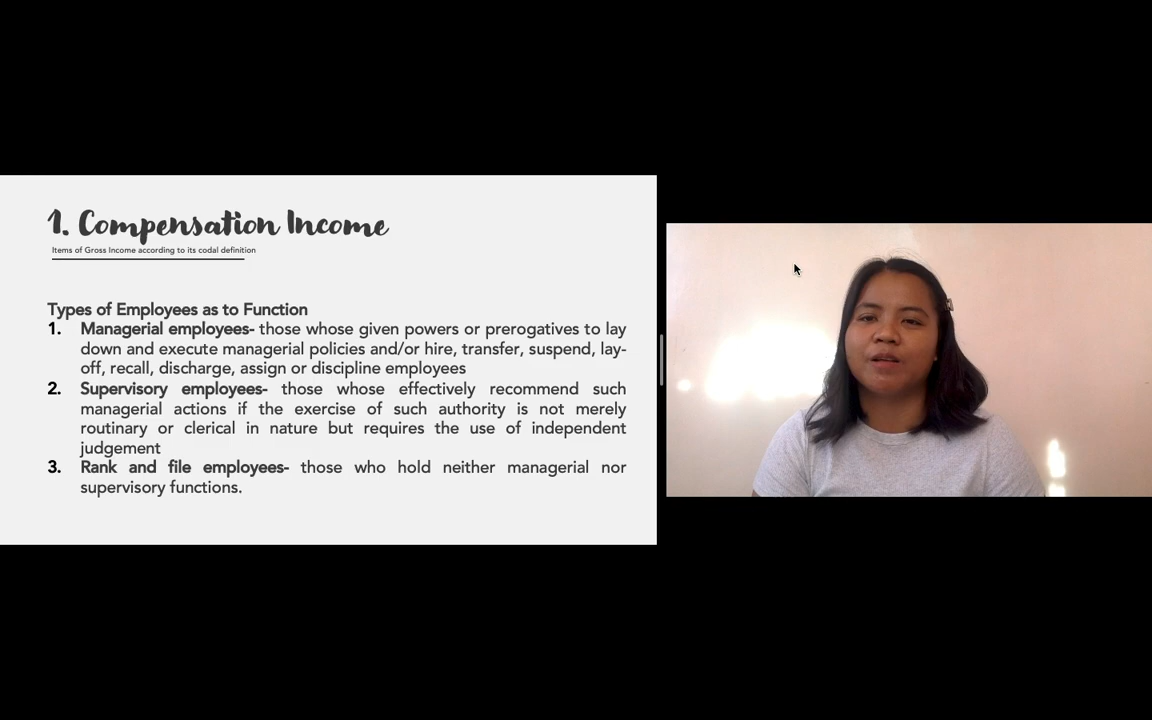 1. Compensation Income
Items of Gross Income according to its codal definition
Types of Employees as to Function
1. Managerial employees- those whose given powers or prerogatives to lay
down and execute managerial policies and/or hire, transfer, suspend, lay-
off, recall, discharge, assign or discipline employees
2. Supervisory employees- those whose effectively recommend such
managerial actions if the exercise of such authority is not merely
routinary or clerical in nature but requires the use of independent
judgement
3. Rank and file employees- those who hold neither managerial nor
supervisory functions.